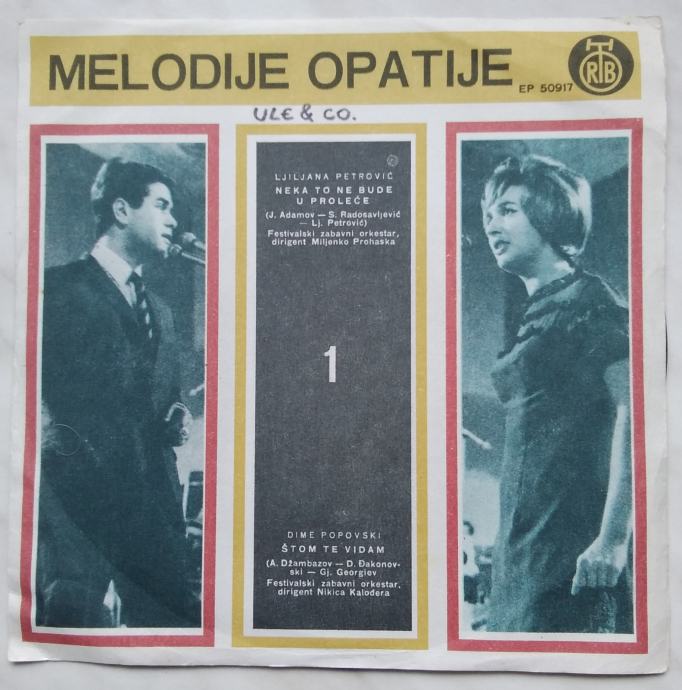 MELODIJE OPATIJE
EP 50917
RTB
ULE & CO.
LJILJANA PETROVIĆ
NEKA TO NE BUDE
U PROLEĆE
(J. Adamov — S. Radosavljević
— Lj. Petrović)
Festivalski zabavni orkestar,
dirigent Miljenko Prohaska
1
DIME POPOVSKI
ŠTOM TE VIDAM
(A. Džambazov — D. Đakonov-
ski — Gj. Georgiev
Festivalski zabavni orkestar,
dirigent Nikica Kalođera